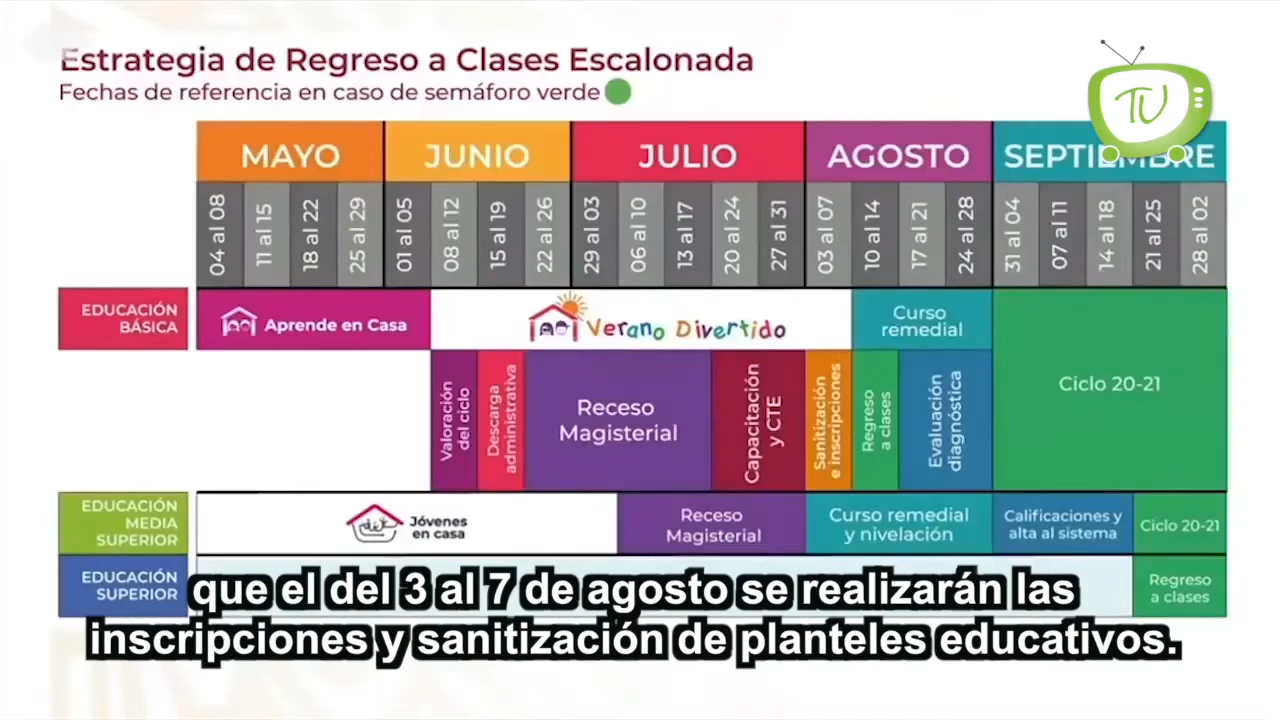 Estrategia de Regreso a Clases Escalonada
Fechas de referencia en caso de semáforo verde
TU
MAYO
JUNIO
JULIO
AGOSTO
SEPTIEMBRE
04 al 08
11 al 15
18 al 22
25 al 29
01 al 05
08 al 12
15 al 19
22 al 26
29 al 03
06 al 10
13 al 17
20 al 24
27 al 31
03 al 07
10 al 14
17 al 21
24 al 28
31 al 04
07 al 11
14 al 18
21 al 25
28 al 02
EDUCACIÓN
BÁSICA
Aprende en Casa
Verano Divertido
Curso
remedial
Ciclo 20-21
Valoración
del ciclo
Descarga
administrativa
Receso
Magisterial
Capacitación
y CTE
Sanitización
e inscripciones
Regreso
a clases
Evaluación
diagnóstica
EDUCACIÓN
MEDIA
SUPERIOR
Jóvenes
en casa
Receso
Magisterial
Curso remedial
y nivelación
Calificaciones y
alta al sistema
Ciclo 20-21
EDUCACIÓN
SUPERIOR
Regreso
a clases
que el del 3 al 7 de agosto se realizarán las
inscripciones y sanitización de planteles educativos.